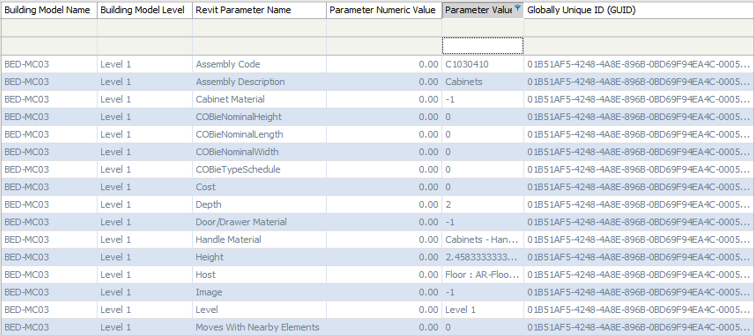 Building Model Name Building Model Level Revit Parameter Name Parameter Numeric Value Parameter Value Globally Unique ID (GUID)
BED-MC03 Level 1 Assembly Code 0.00 C1030410 01B51AF5-4248-4A8E-896B-0BD69F94EA4C-0005...
BED-MC03 Level 1 Assembly Description 0.00 Cabinets 01B51AF5-4248-4A8E-896B-0BD69F94EA4C-0005...
BED-MC03 Level 1 Cabinet Material 0.00 -1 01B51AF5-4248-4A8E-896B-0BD69F94EA4C-0005...
BED-MC03 Level 1 COBieNominalHeight 0.00 0 01B51AF5-4248-4A8E-896B-0BD69F94EA4C-0005...
BED-MC03 Level 1 COBieNominalLength 0.00 0 01B51AF5-4248-4A8E-896B-0BD69F94EA4C-0005...
BED-MC03 Level 1 COBieNominalWidth 0.00 0 01B51AF5-4248-4A8E-896B-0BD69F94EA4C-0005...
BED-MC03 Level 1 COBieTypeSchedule 0.00 0 01B51AF5-4248-4A8E-896B-0BD69F94EA4C-0005...
BED-MC03 Level 1 Cost 0.00 0 01B51AF5-4248-4A8E-896B-0BD69F94EA4C-0005...
BED-MC03 Level 1 Depth 0.00 2 01B51AF5-4248-4A8E-896B-0BD69F94EA4C-0005...
BED-MC03 Level 1 Door/Drawer Material 0.00 -1 01B51AF5-4248-4A8E-896B-0BD69F94EA4C-0005...
BED-MC03 Level 1 Handle Material 0.00 Cabinets - Han... 01B51AF5-4248-4A8E-896B-0BD69F94EA4C-0005...
BED-MC03 Level 1 Height 0.00 2.4583333333... 01B51AF5-4248-4A8E-896B-0BD69F94EA4C-0005...
BED-MC03 Level 1 Host 0.00 Floor : AR-Floo... 01B51AF5-4248-4A8E-896B-0BD69F94EA4C-0005...
BED-MC03 Level 1 Image 0.00 -1 01B51AF5-4248-4A8E-896B-0BD69F94EA4C-0005...
BED-MC03 Level 1 Level 0.00 Level 1 01B51AF5-4248-4A8E-896B-0BD69F94EA4C-0005...
BED-MC03 Level 1 Moves With Nearby Elements 0.00 0 01B51AF5-4248-4A8E-896B-0BD69F94EA4C-0005...